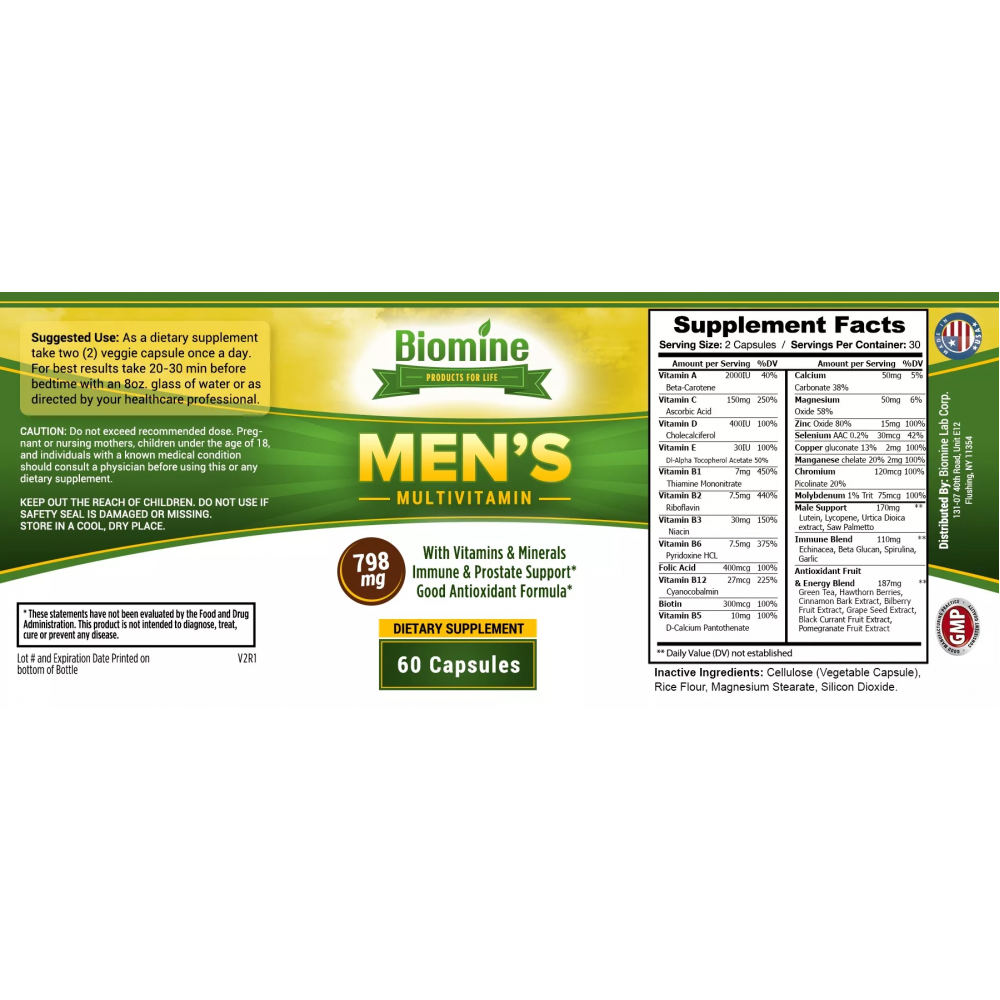 Suggested Use: As a dietary supplement
take two (2) veggie capsule once a day.
For best results take 20-30 min before
bedtime with an 8oz. glass of water or as
directed by your healthcare professional.
CAUTION: Do not exceed recommended dose. Preg-
nant or nursing mothers, children under the age of 18,
and individuals with a known medical condition
should consult a physician before using this or any
dietary supplement.
KEEP OUT THE REACH OF CHILDREN. DO NOT USE IF
SAFETY SEAL IS DAMAGED OR MISSING.
STORE IN A COOL, DRY PLACE.
* These statements have not been evaluated by the Food and Drug
Administration. This product is not intended to diagnose, treat,
cure or prevent any disease.
Lot # and Expiration Date Printed on
bottom of Bottle
V2R1
Biomine
PRODUCTS FOR LIFE
MEN'S
MULTIVITAMIN
798
mg
With Vitamins & Minerals
Immune & Prostate Support*
Good Antioxidant Formula*
DIETARY SUPPLEMENT
60 Capsules
Supplement Facts
Serving Size: 2 Capsules / Servings Per Container: 30
Amount per Serving %DV
Vitamin A 2000IU 40%
Beta-Carotene
Vitamin C 150mg 250%
Ascorbic Acid
Vitamin D 400IU 100%
Cholecalciferol
Vitamin E 30IU 100%
Dl-Alpha Tocopherol Acetate 50%
Vitamin B1 7mg 450%
Thiamine Mononitrate
Vitamin B2 7.5mg 440%
Riboflavin
Vitamin B3 30mg 150%
Niacin
Vitamin B6 7.5mg 375%
Pyridoxine HCL
Folic Acid 400mcg 100%
Vitamin B12 27mcg 225%
Cyanocobalmin
Biotin 300mcg 100%
Vitamin B5 10mg 100%
D-Calcium Pantothenate
Amount per Serving %DV
Calcium 50mg 5%
Carbonate 38%
Magnesium 50mg 6%
Oxide 58%
Zinc Oxide 80% 15mg 100%
Selenium AAC 0.2% 30mcg 42%
Copper gluconate 13% 2mg 100%
Manganese chelate 20% 2mg 100%
Chromium 120mcg 100%
Picolinate 20%
Molybdenum 1% Trit 75mcg 100%
Male Support 170mg **
Lutein, Lycopene, Urtica Dioica
extract, Saw Palmetto
Immune Blend 110mg **
Echinacea, Beta Glucan, Spirulina,
Garlic
Antioxidant Fruit
& Energy Blend 187mg **
Green Tea, Hawthorn Berries,
Cinnamon Bark Extract, Bilberry
Fruit Extract, Grape Seed Extract,
Black Currant Fruit Extract,
Pomegranate Fruit Extract
** Daily Value (DV) not established
Inactive Ingredients: Cellulose (Vegetable Capsule),
Rice Flour, Magnesium Stearate, Silicon Dioxide.
MADE IN
USA
Distributed By: Biomine Lab Corp.
131-07 40th Road, Unit E12
Flushing, NY 11354
GMP
GOOD MANUFACTURING PRACTICE